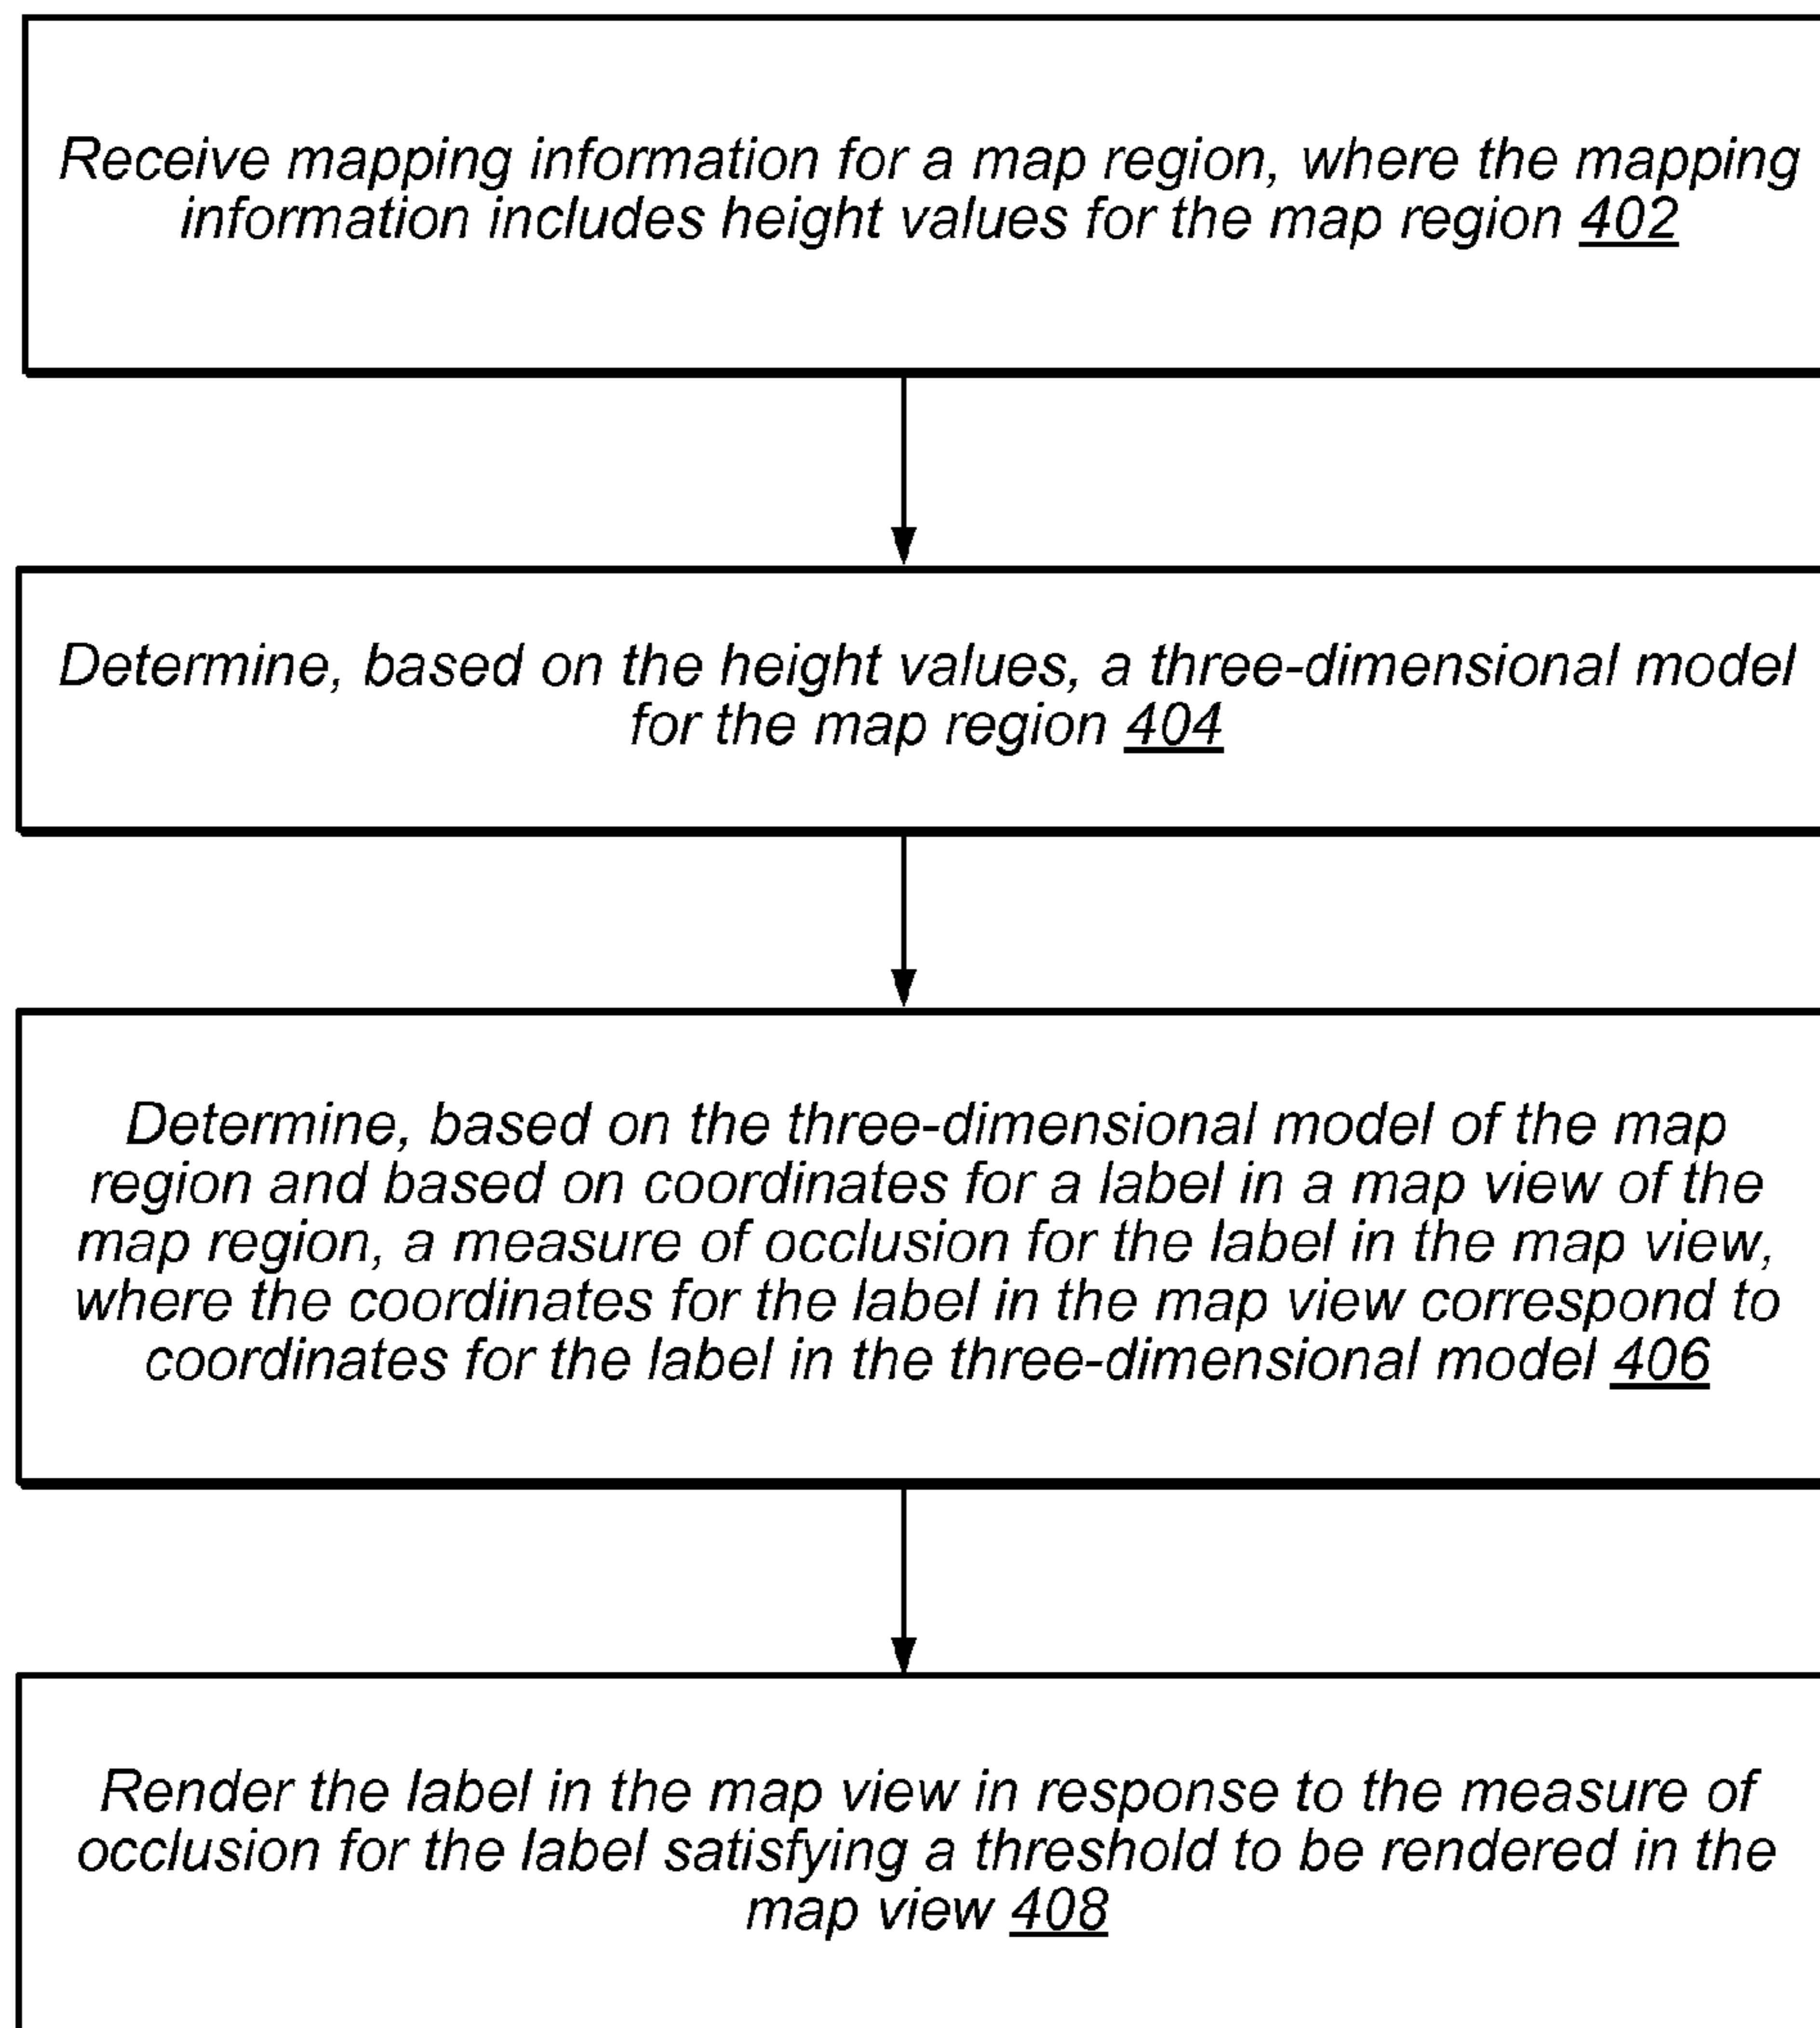 Receive mapping information for a map region, where the mapping
information includes height values for the map region 402
Determine, based on the height values, a three-dimensional model
for the map region 404
Determine, based on the three-dimensional model of the map
region and based on coordinates for a label in a map view of the
map region, a measure of occlusion for the label in the map view,
where the coordinates for the label in the map view correspond to
coordinates for the label in the three-dimensional model 406
Render the label in the map view in response to the measure of
occlusion for the label satisfying a threshold to be rendered in the
map view 408